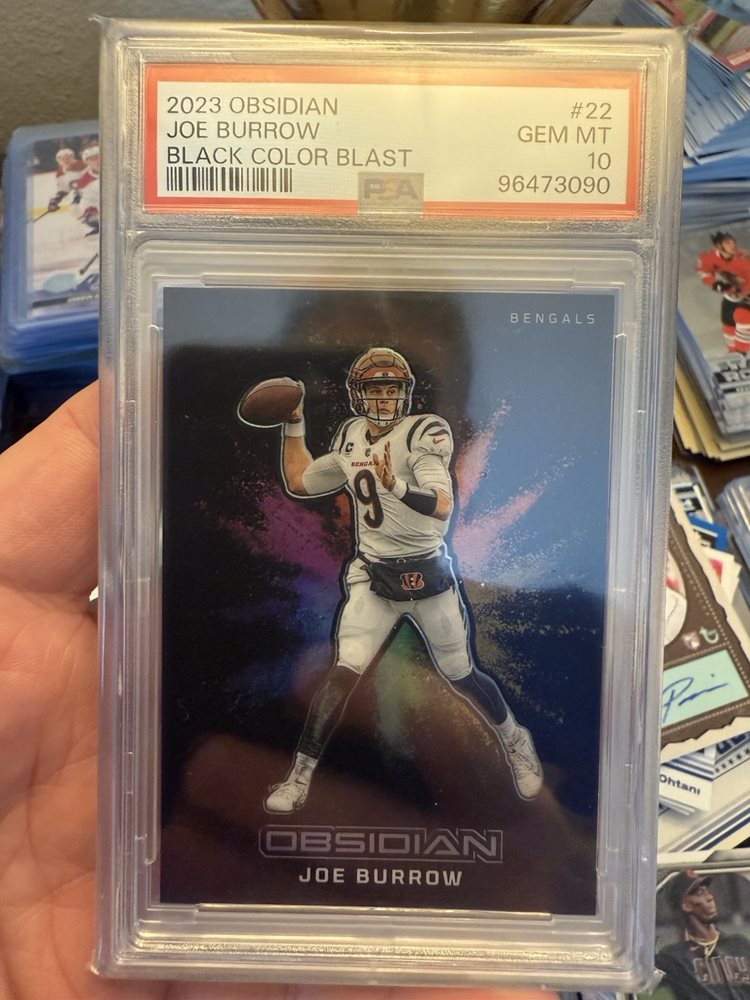 2023 OBSIDIAN #22
JOE BURROW GEM MT
BLACK COLOR BLAST 10
PSA 96473090
BENGALS
C
BENGALS
9
B
OBSIDIAN
JOE BURROW
Ohtani